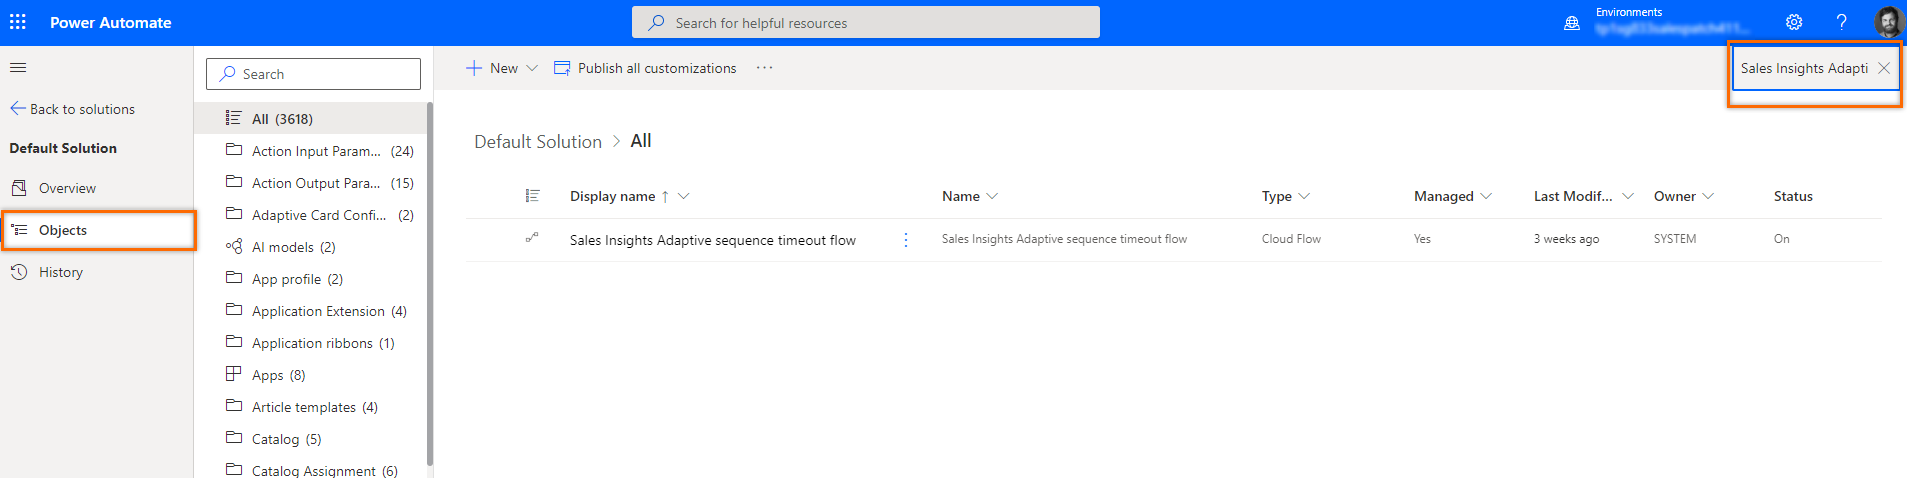 Power Automate
Search for helpful resources
Environments
Back to solutions
Default Solution
Overview
Objects
History
Search
All (3618)
Action Input Param... (24)
Action Output Para... (15)
Adaptive Card Confi... (2)
AI models (2)
App profile (2)
Application Extension (4)
Application ribbons (1)
Apps (8)
Article templates (4)
Catalog (5)
Catalog Assignment (6)
New
Publish all customizations
Sales Insights Adapti
Default Solution > All
Display name ↑ Name Type Managed Last Modif... Owner Status
Sales Insights Adaptive sequence timeout flow Sales Insights Adaptive sequence timeout flow Cloud Flow Yes 3 weeks ago SYSTEM On